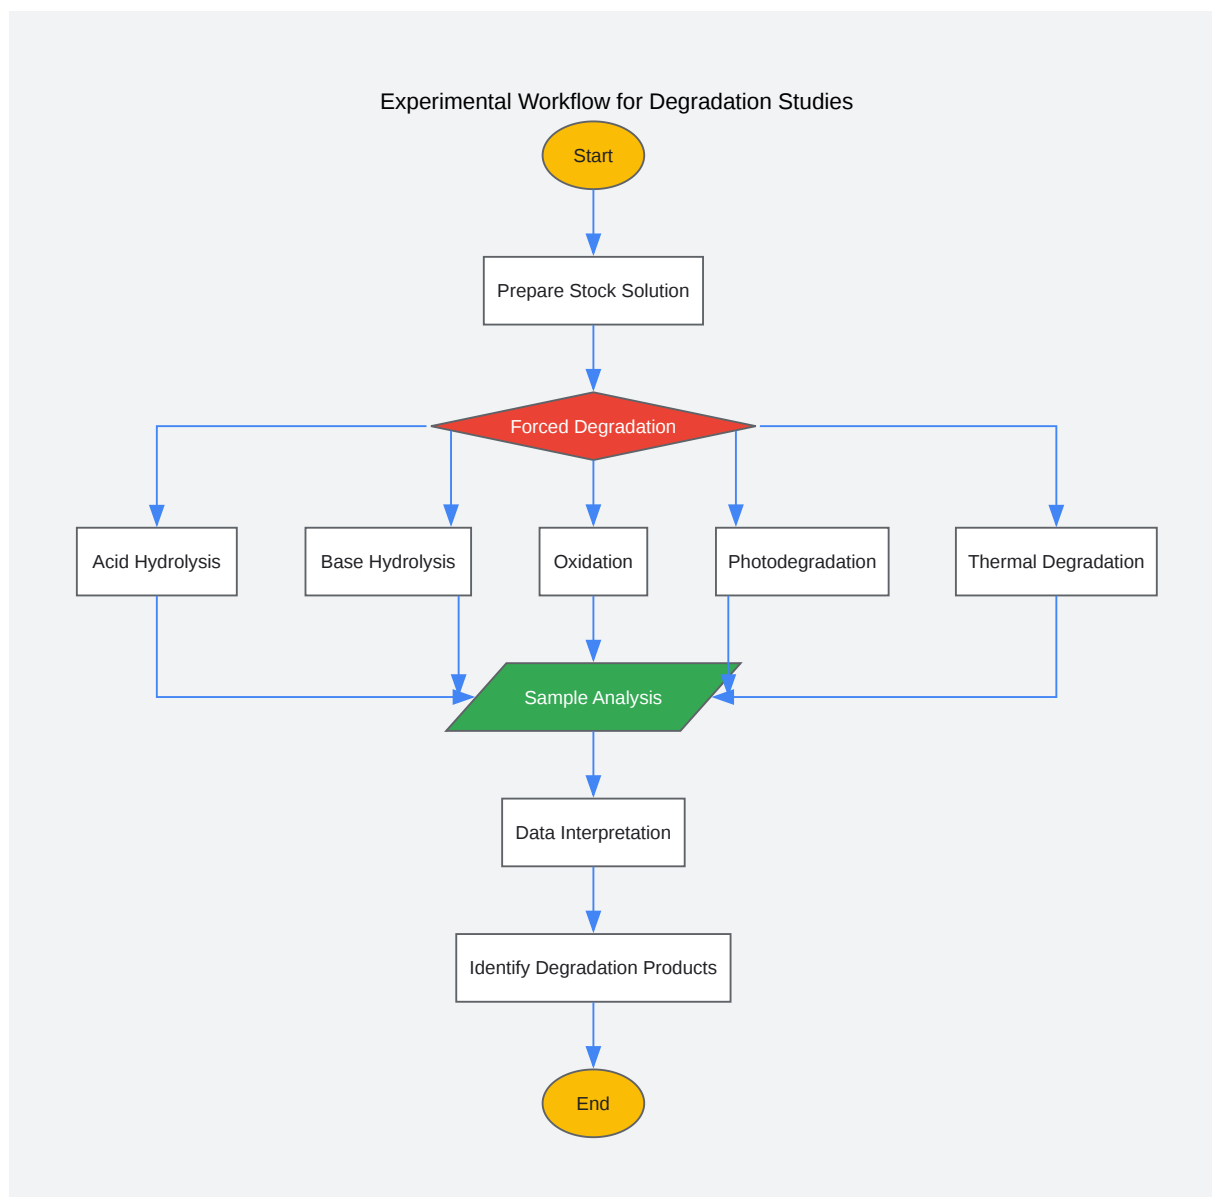 Experimental Workflow for Degradation Studies
Start
Prepare Stock Solution
Forced Degradation
Acid Hydrolysis
Base Hydrolysis
Oxidation
Photodegradation
Thermal Degradation
Sample Analysis
Data Interpretation
Identify Degradation Products
End